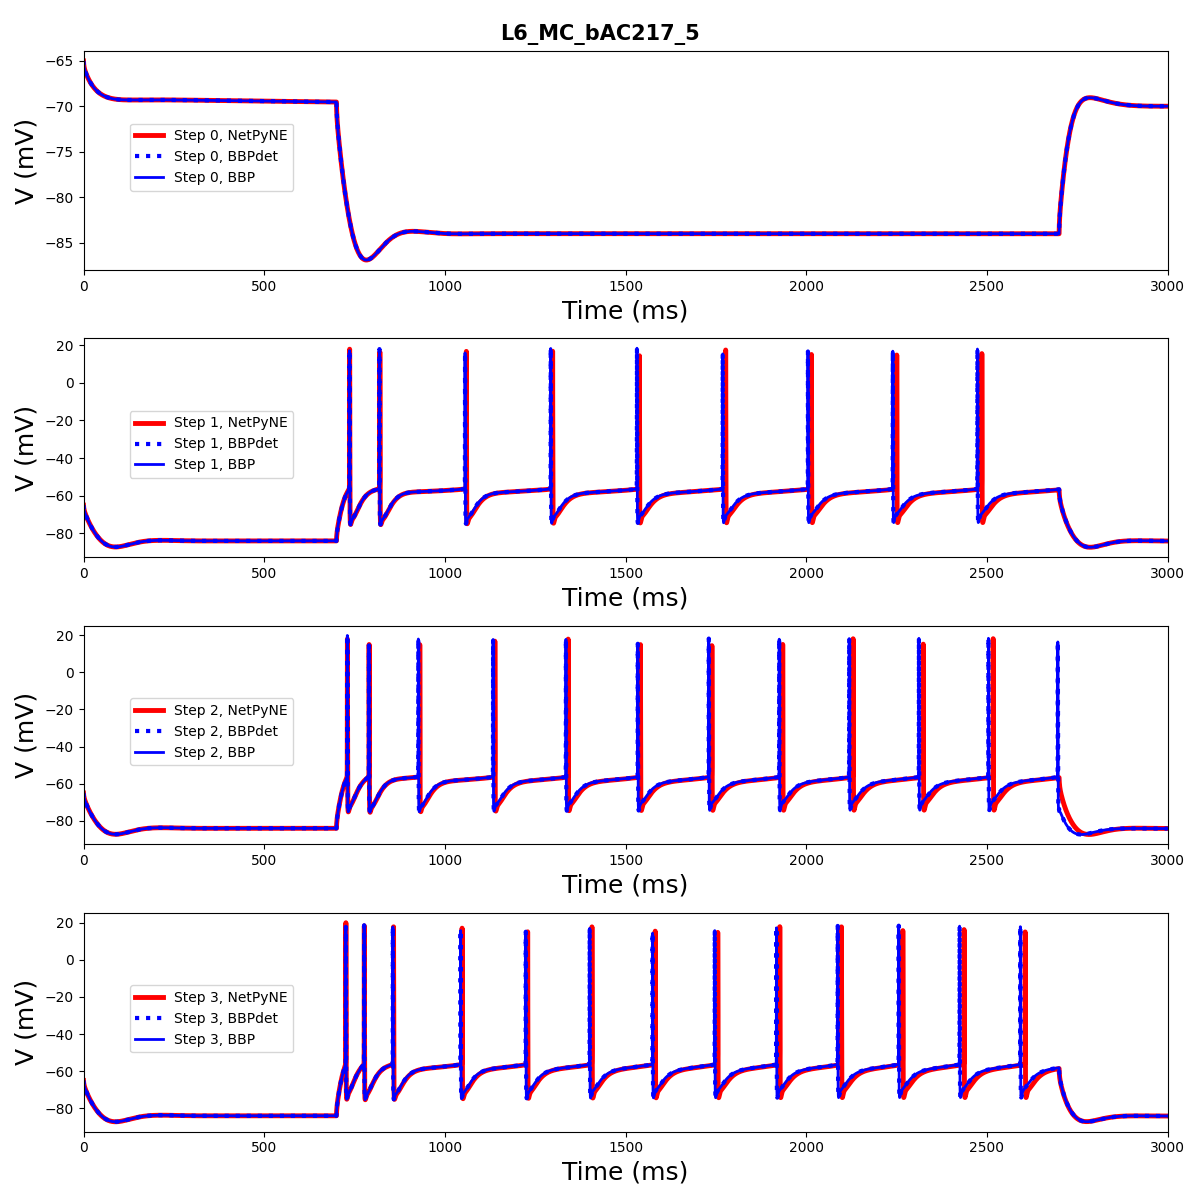 L6_MC_bAC217_5
V (mV)
−65
−70
−75
−80
−85
Step 0, NetPyNE
Step 0, BBPdet
Step 0, BBP
0 500 1000 1500 2000 2500 3000
Time (ms)
V (mV)
20
0
−20
−40
−60
−80
Step 1, NetPyNE
Step 1, BBPdet
Step 1, BBP
0 500 1000 1500 2000 2500 3000
Time (ms)
V (mV)
20
0
−20
−40
−60
−80
Step 2, NetPyNE
Step 2, BBPdet
Step 2, BBP
0 500 1000 1500 2000 2500 3000
Time (ms)
V (mV)
20
0
−20
−40
−60
−80
Step 3, NetPyNE
Step 3, BBPdet
Step 3, BBP
0 500 1000 1500 2000 2500 3000
Time (ms)